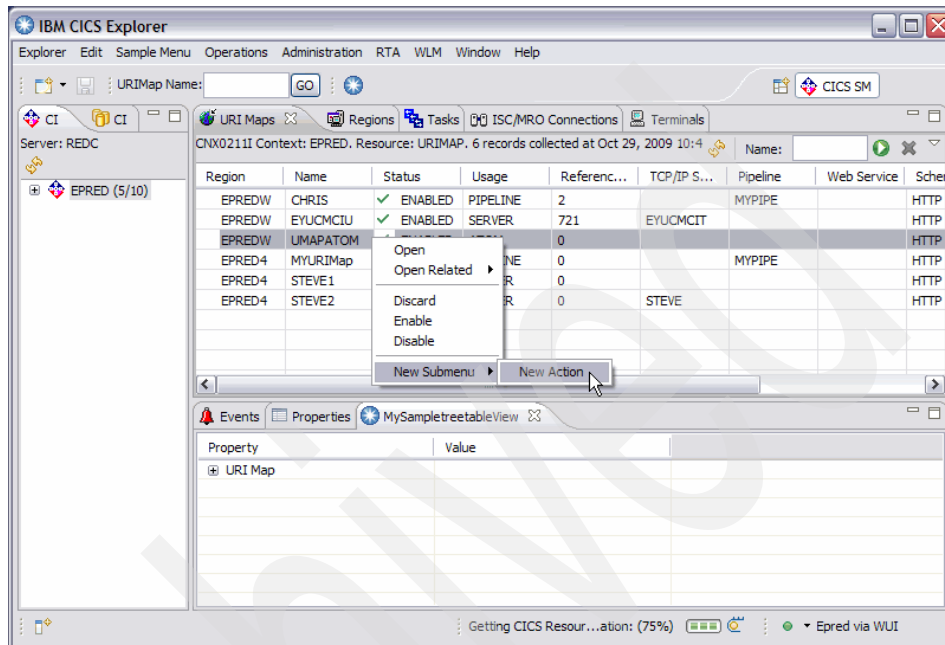 IBM CICS Explorer
Explorer Edit Sample Menu Operations Administration RTA WLM Window Help
URIMap Name: GO CICS SM
CI CI URI Maps Regions Tasks ISC/MRO Connections Terminals
Server: REDC CNX0211I Context: EPRED. Resource: URIMAP. 6 records collected at Oct 29, 2009 10:4 Name:
EPRED (5/10)
Region Name Status Usage Referenc... TCP/IP S... Pipeline Web Service Schem
EPREDW CHRIS ENABLED PIPELINE 2 MYPIPE HTTP
EPREDW EYUCMCIU ENABLED SERVER 721 EYUCMCIT HTTP
EPREDW UMAPATOM 0 HTTP
EPRED4 MYURIMap NE 0 MYPIPE HTTP
EPRED4 STEVE1 R 0 HTTP
EPRED4 STEVE2 R 0 STEVE HTTP
Open
Open Related
Discard
Enable
Disable
New Submenu New Action
Events Properties MySampletreetableView
Property Value
URI Map
Getting CICS Resour...ation: (75%) Epred via WUI